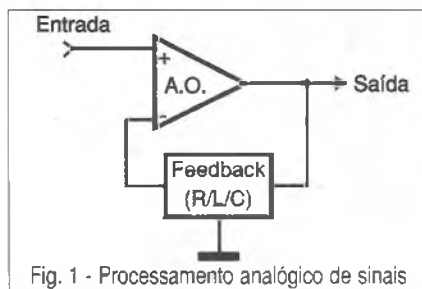 Entrada
+
A.O.
-
Saída
Feedback
(R/L/C)
Fig. 1 - Processamento analógico de sinais